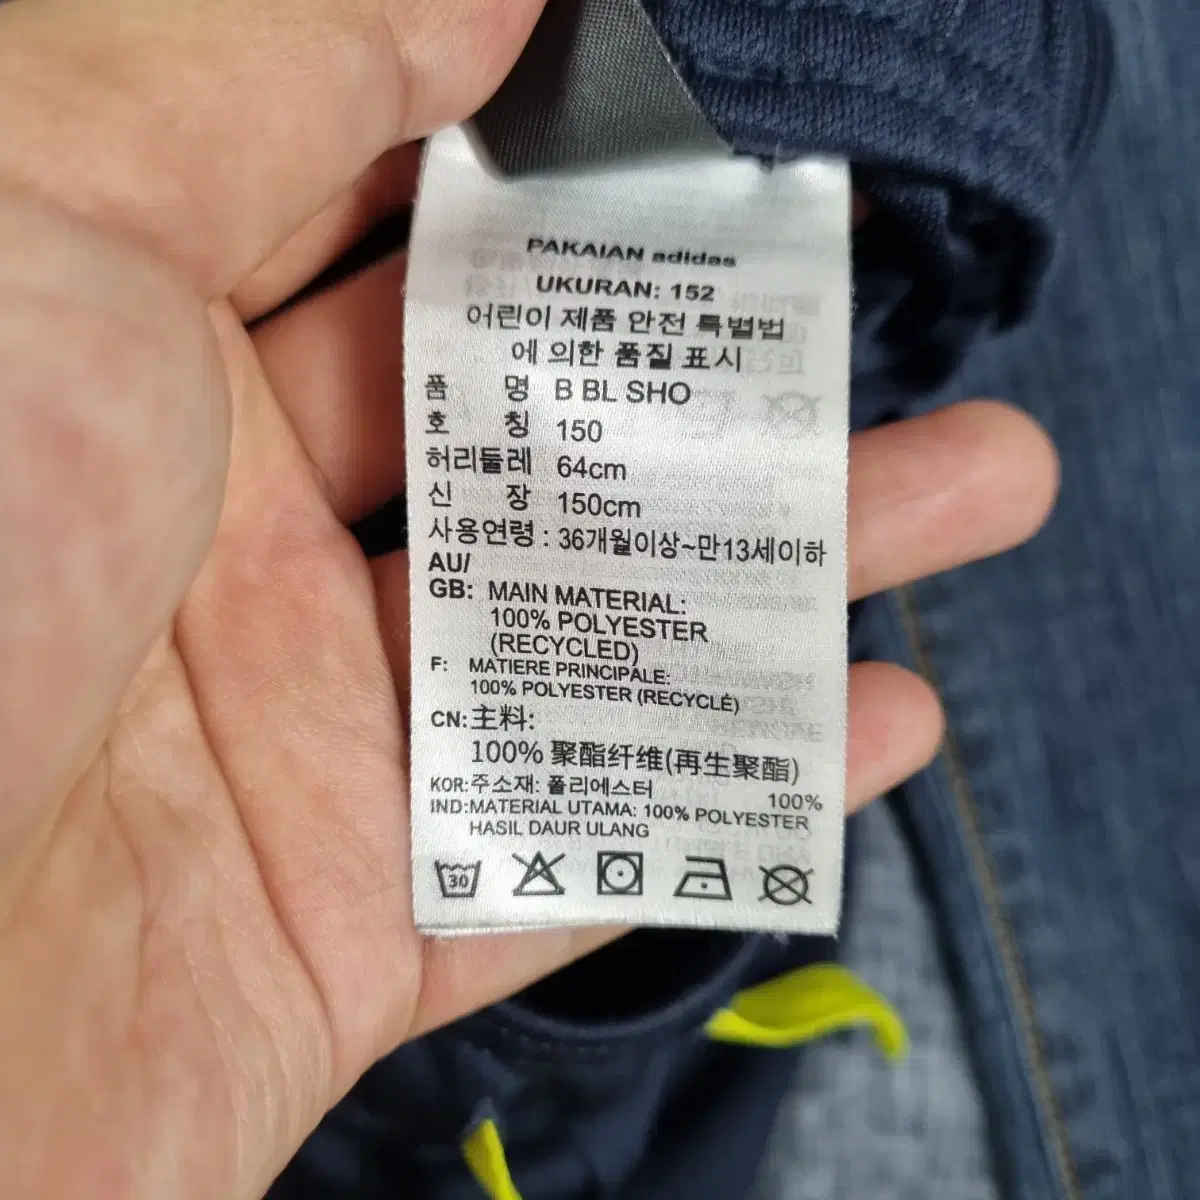 PAKAIAN adidas
UKURAN: 152
어린이 제품 안전 특별법
에 의한 품질 표시
품 명 B BL SHO
호 칭 150
허리둘레 64cm
신 장 150cm
사용연령 : 36개월이상~만13세이하
AU/
GB: MAIN MATERIAL:
100% POLYESTER
(RECYCLED)
F: MATIERE PRINCIPALE:
100% POLYESTER (RECYCLÉ)
CN:主料:
100% 聚酯纤维(再生聚酯)
KOR:주소재: 폴리에스터 100%
IND:MATERIAL UTAMA: 100% POLYESTER
HASIL DAUR ULANG
30